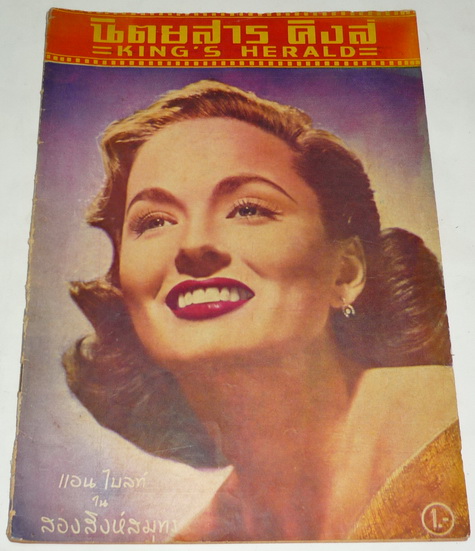 นิตยสาร คิงส์
KING'S HERALD
แอน ไบลท์
ใน
สองสิงห์สมุทร
1.-